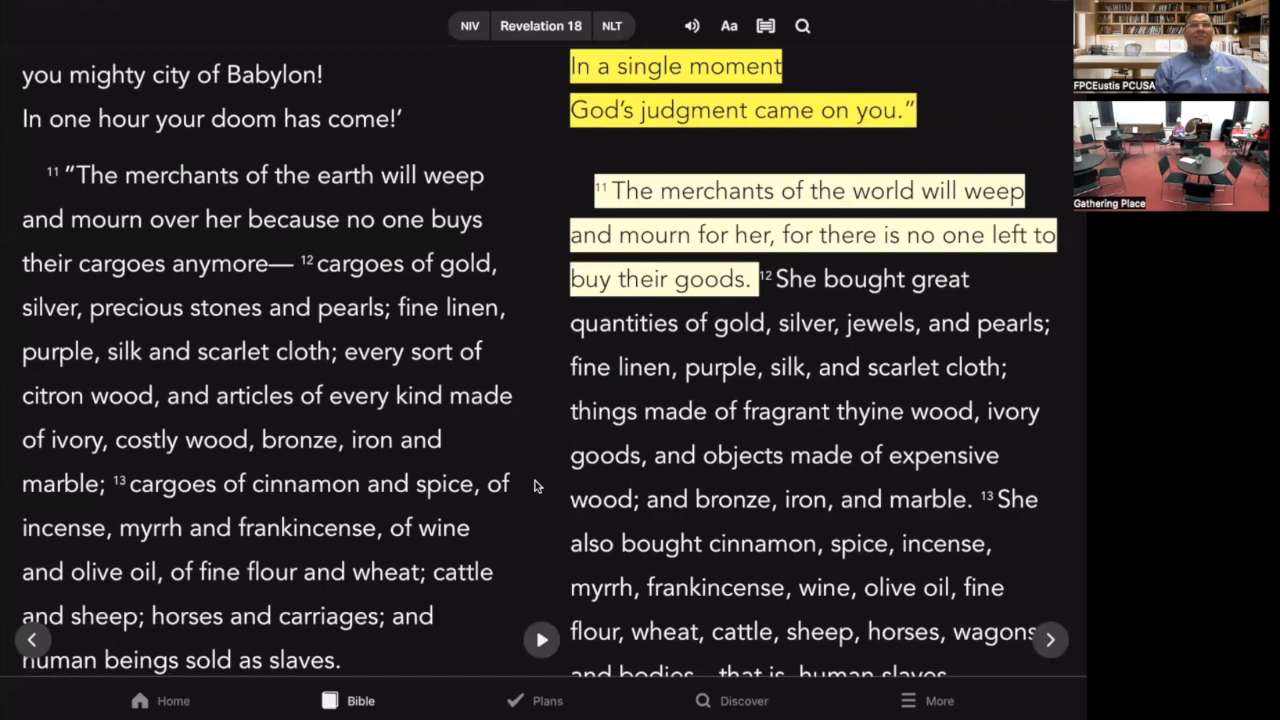 NIV Revelation 18 NLT Aa
you mighty city of Babylon!
In one hour your doom has come!’
11 “The merchants of the earth will weep
and mourn over her because no one buys
their cargoes anymore— 12 cargoes of gold,
silver, precious stones and pearls; fine linen,
purple, silk and scarlet cloth; every sort of
citron wood, and articles of every kind made
of ivory, costly wood, bronze, iron and
marble; 13 cargoes of cinnamon and spice, of
incense, myrrh and frankincense, of wine
and olive oil, of fine flour and wheat; cattle
and sheep; horses and carriages; and
human beings sold as slaves.
In a single moment
God’s judgment came on you.”
11 The merchants of the world will weep
and mourn for her, for there is no one left to
buy their goods. 12 She bought great
quantities of gold, silver, jewels, and pearls;
fine linen, purple, silk, and scarlet cloth;
things made of fragrant thyine wood, ivory
goods, and objects made of expensive
wood; and bronze, iron, and marble. 13 She
also bought cinnamon, spice, incense,
myrrh, frankincense, wine, olive oil, fine
flour, wheat, cattle, sheep, horses, wagons
and bodies—that is, human slaves
FPCEustis PCUSA
Gathering Place
Home Bible Plans Discover More